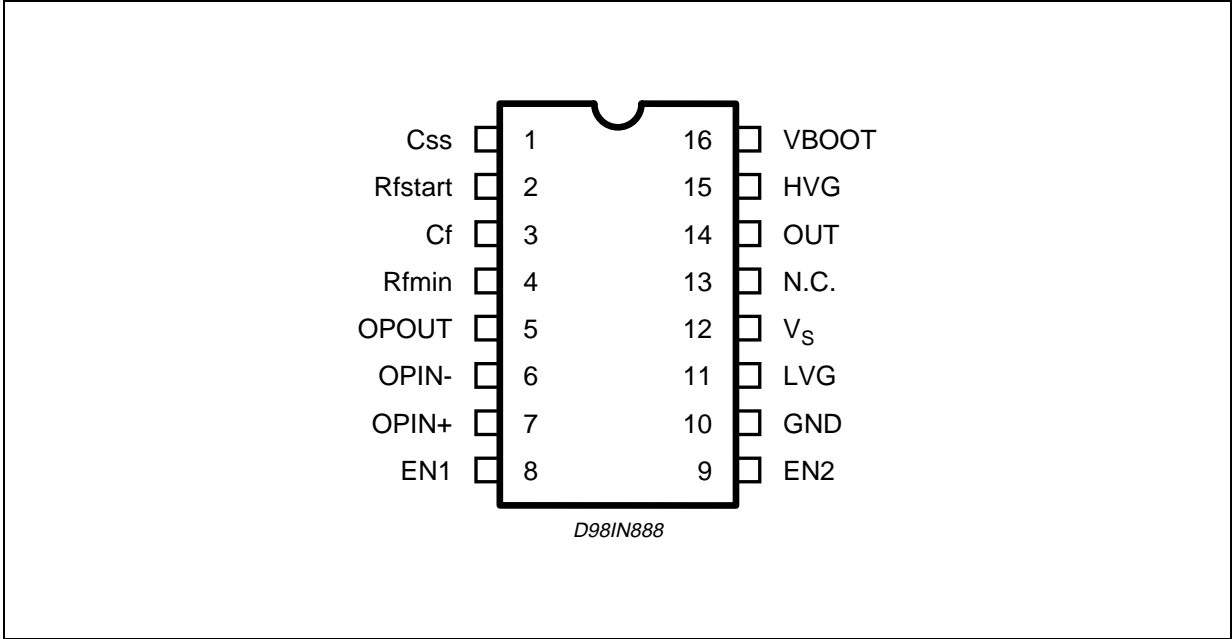 Css 1 16 VBOOT
Rfstart 2 15 HVG
Cf 3 14 OUT
Rfmin 4 13 N.C.
OPOUT 5 12 VS
OPIN- 6 11 LVG
OPIN+ 7 10 GND
EN1 8 9 EN2
D98IN888